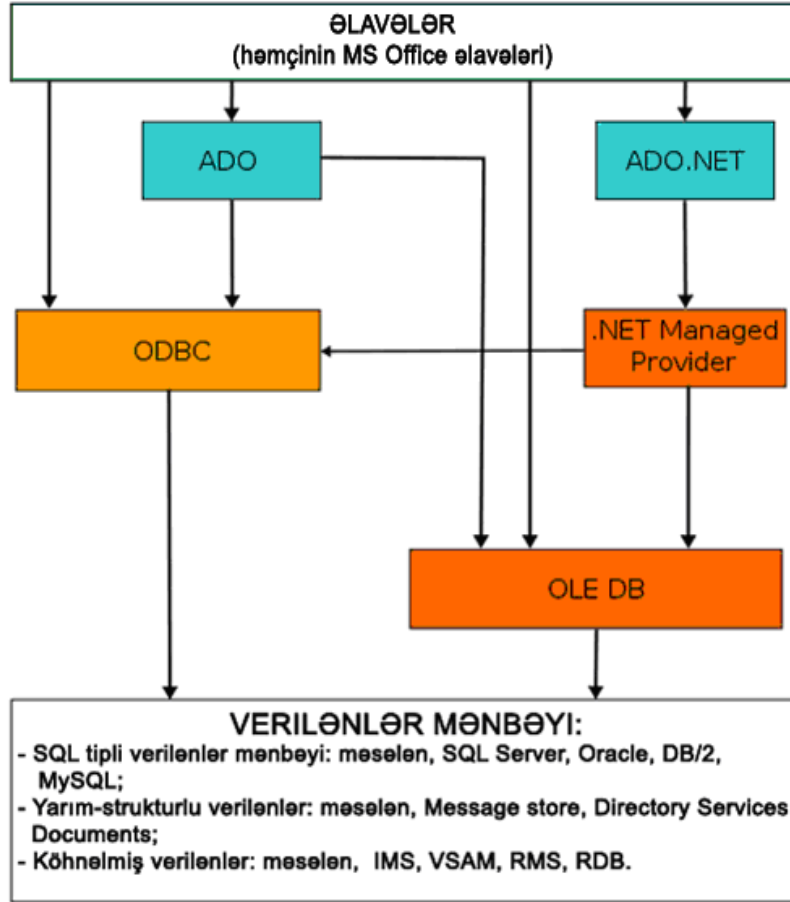 ƏLAVƏLƏR
(həmçinin MS Office əlavələri)
ADO
ADO.NET
ODBC
.NET Managed
Provider
OLE DB
VERILƏNLƏR MƏNBƏYI:
- SQL tipli verilənlər mənbəyi: məsələn, SQL Server, Oracle, DB/2,
MySQL;
- Yarım-strukturlu verilənlər: məsələn, Message store, Directory Services
Documents;
- Köhnəlmiş verilənlər: məsələn, IMS, VSAM, RMS, RDB.